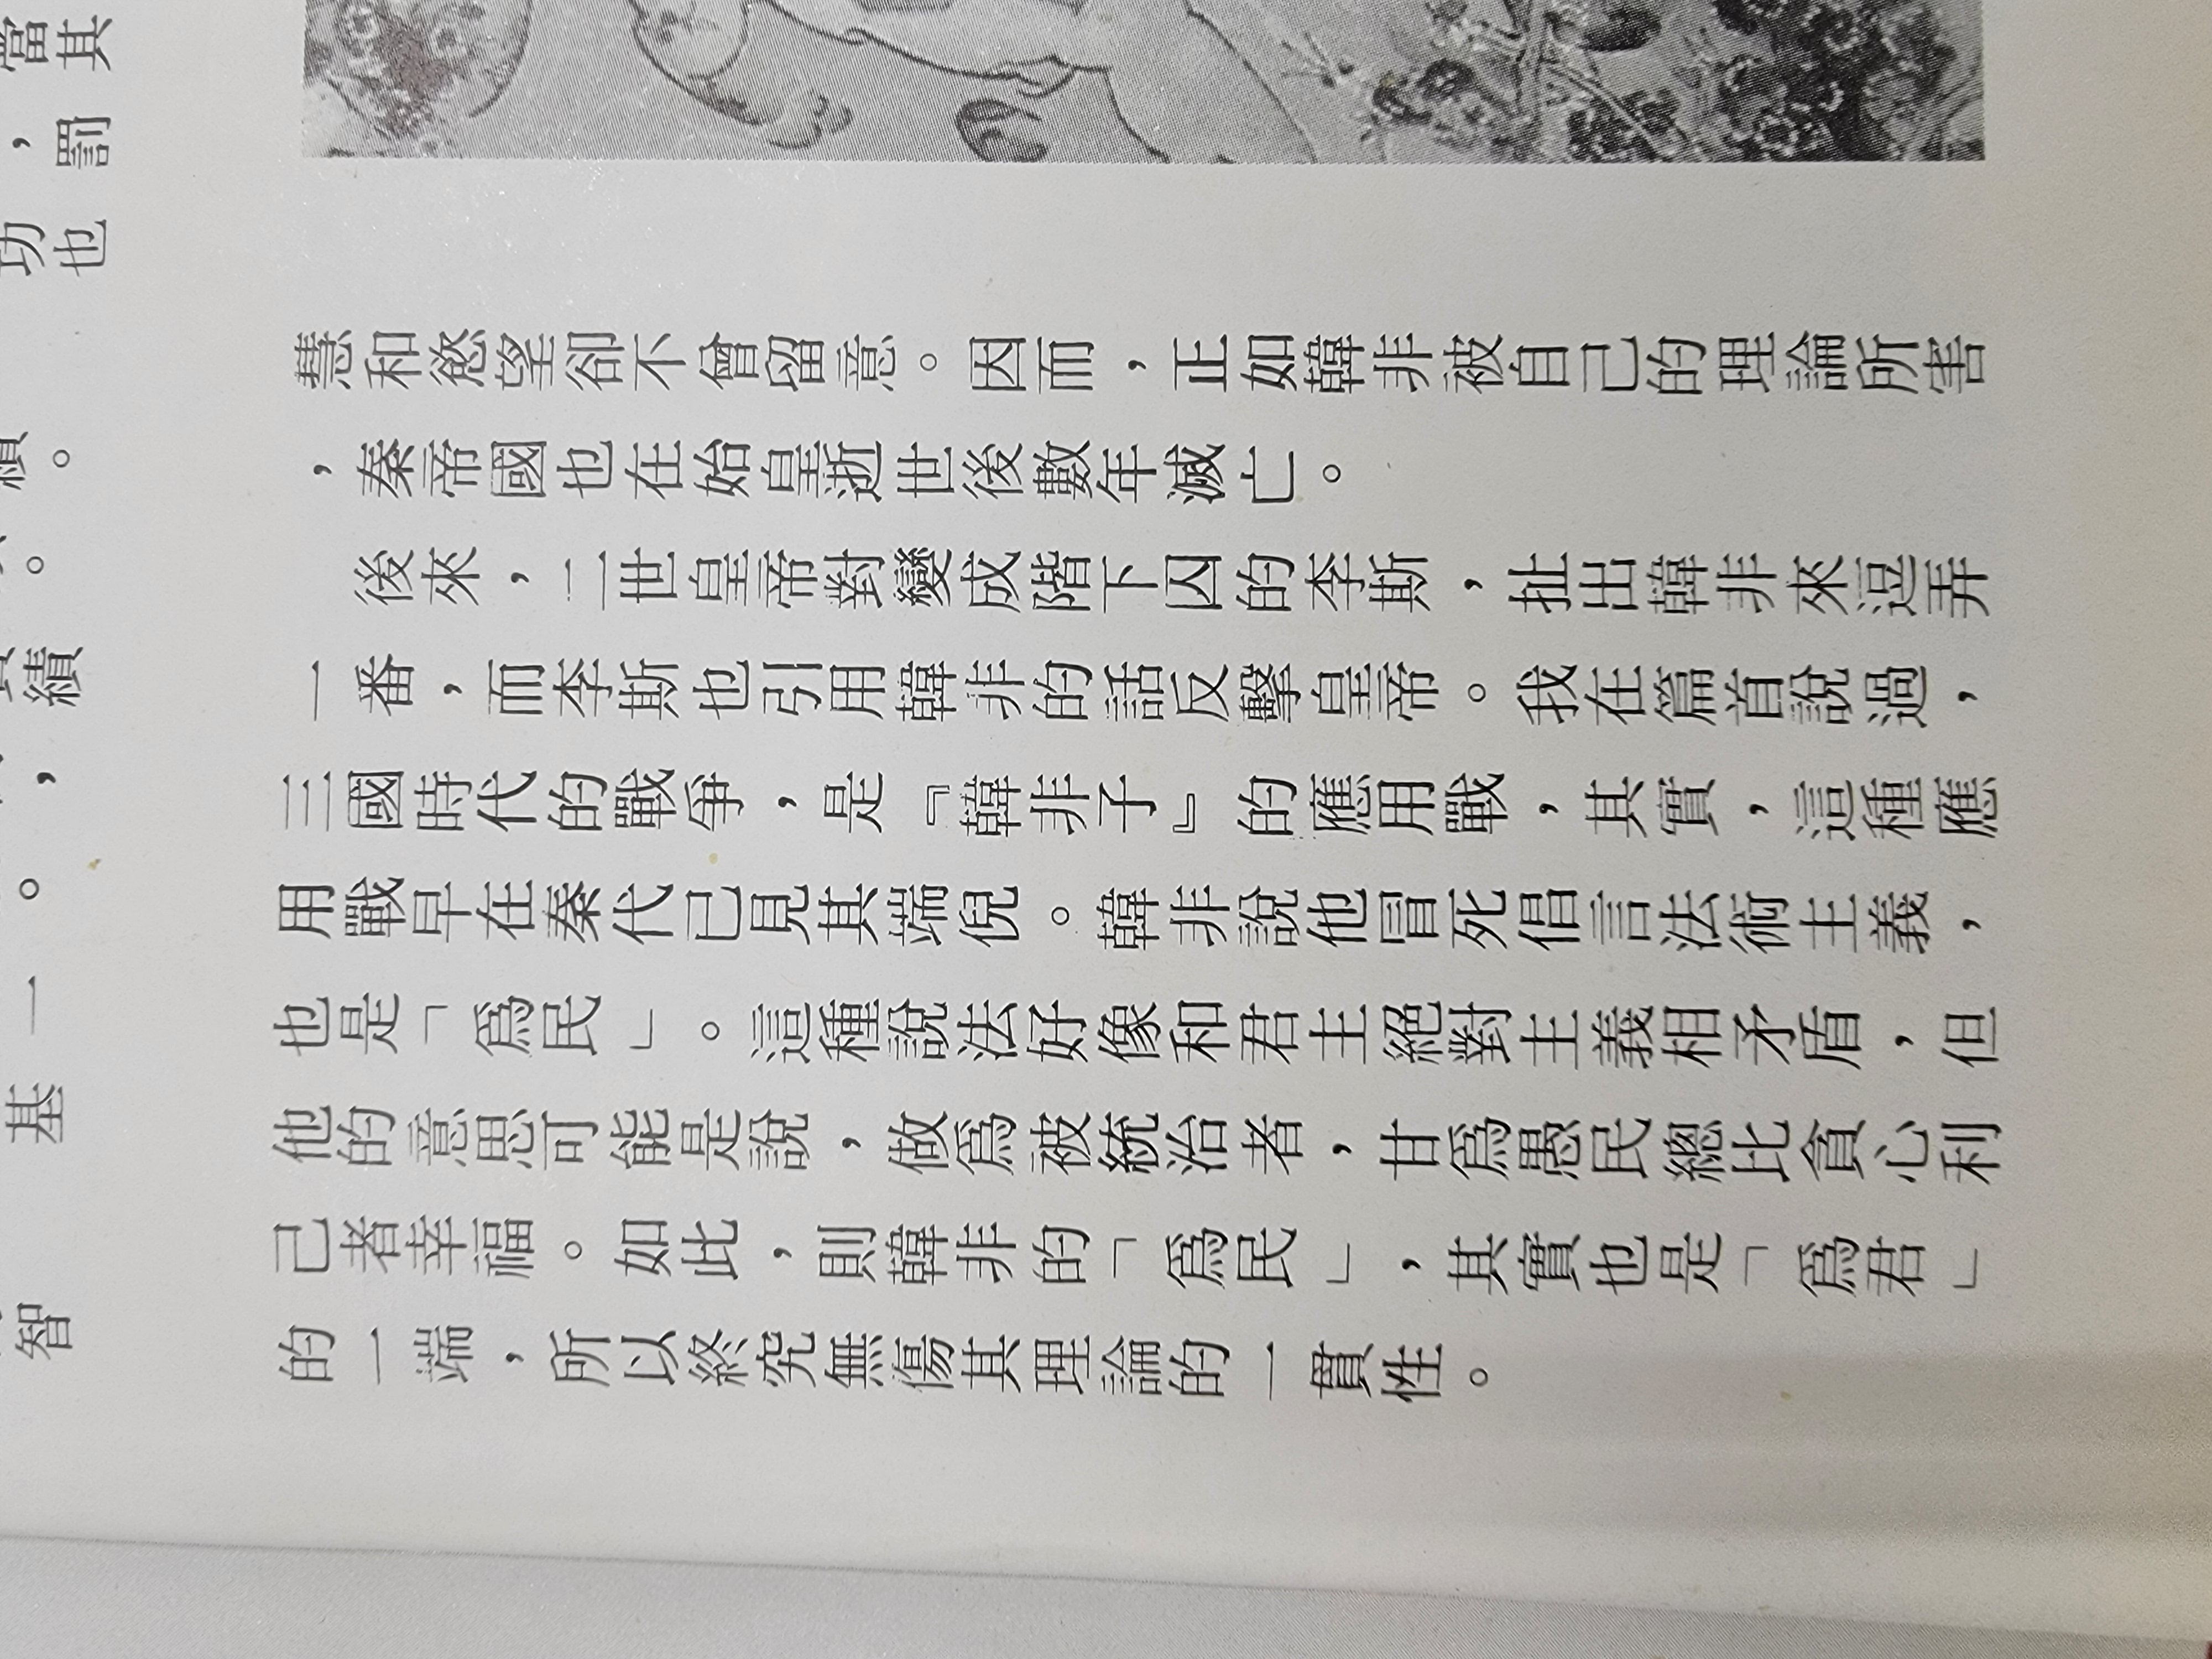 當其
，罰
功也
績。
。
實績
，
。
一
基
智
慧和慾望卻不曾留意。因而，正如韓非被自己的理論所害
，秦帝國也在始皇逝世後數年滅亡。
後來，二世皇帝對變成階下囚的李斯，扯出韓非來逗弄
一番，而李斯也引用韓非的話反擊皇帝。我在篇首說過，
三國時代的戰爭，是『韓非子』的應用戰，其實，這種應
用戰早在秦代已見其端倪。韓非說他冒死倡言法術主義，
也是「爲民」。這種說法好像和君主絕對主義相矛盾，但
他的意思可能是說，做爲被統治者，甘爲愚民總比貪心利
己者幸福。如此，則韓非的「爲民」，其實也是「爲君」
的一端，所以終究無傷其理論的一貫性。